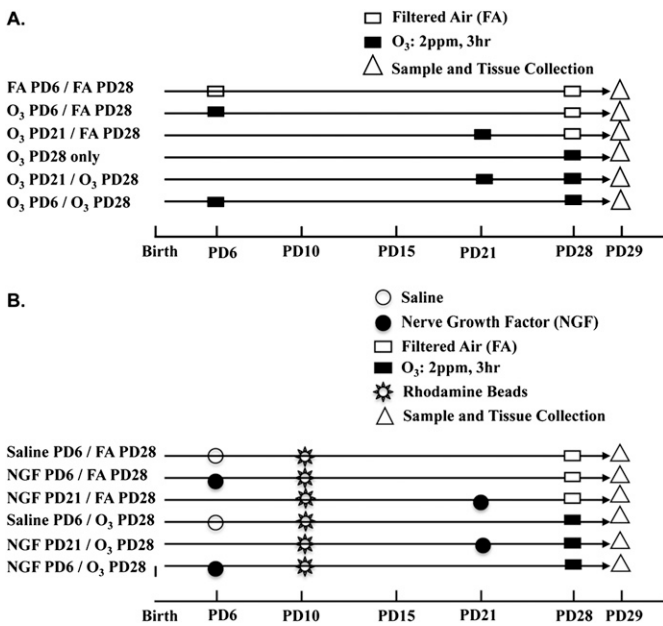 A.
Filtered Air (FA)
O₃: 2ppm, 3hr
Sample and Tissue Collection
FA PD6 / FA PD28
O₃ PD6 / FA PD28
O₃ PD21 / FA PD28
O₃ PD28 only
O₃ PD21 / O₃ PD28
O₃ PD6 / O₃ PD28
Birth PD6 PD10 PD15 PD21 PD28 PD29
B.
Saline
Nerve Growth Factor (NGF)
Filtered Air (FA)
O₃: 2ppm, 3hr
Rhodamine Beads
Sample and Tissue Collection
Saline PD6 / FA PD28
NGF PD6 / FA PD28
NGF PD21 / FA PD28
Saline PD6 / O₃ PD28
NGF PD21 / O₃ PD28
NGF PD6 / O₃ PD28
Birth PD6 PD10 PD15 PD21 PD28 PD29